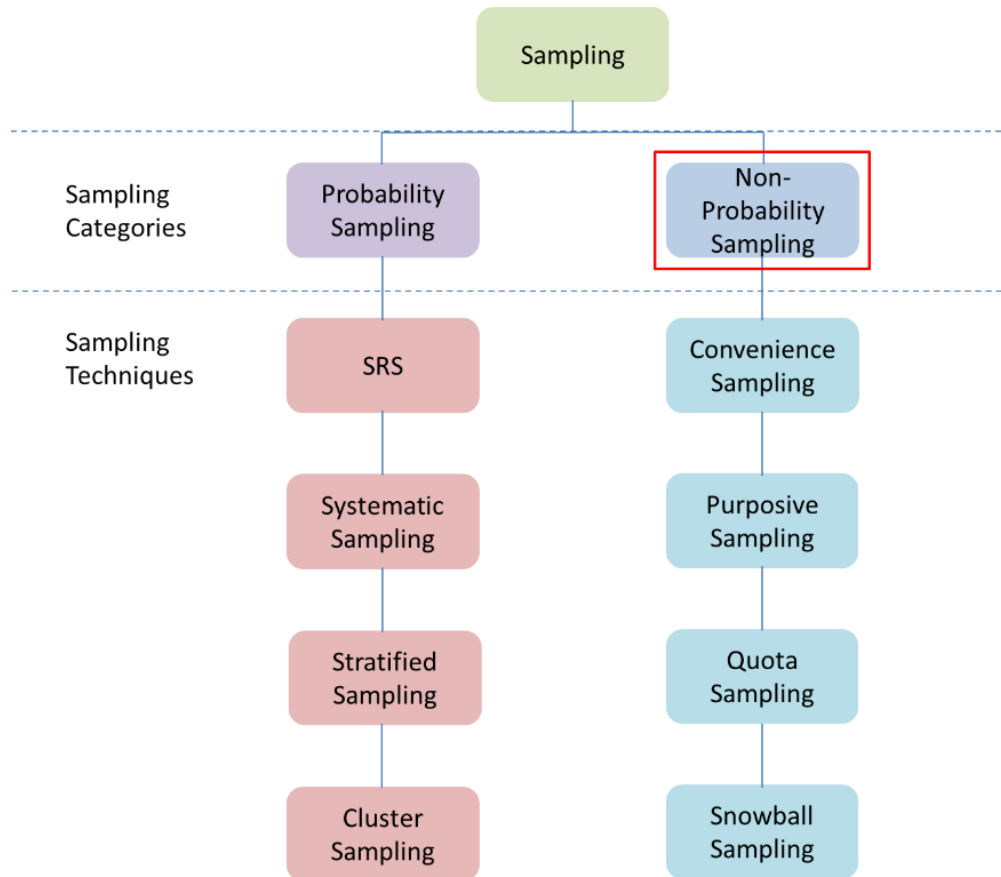 Sampling
Sampling
Categories
Probability
Sampling
Non-
Probability
Sampling
Sampling
Techniques
SRS
Convenience
Sampling
Systematic
Sampling
Purposive
Sampling
Stratified
Sampling
Quota
Sampling
Cluster
Sampling
Snowball
Sampling